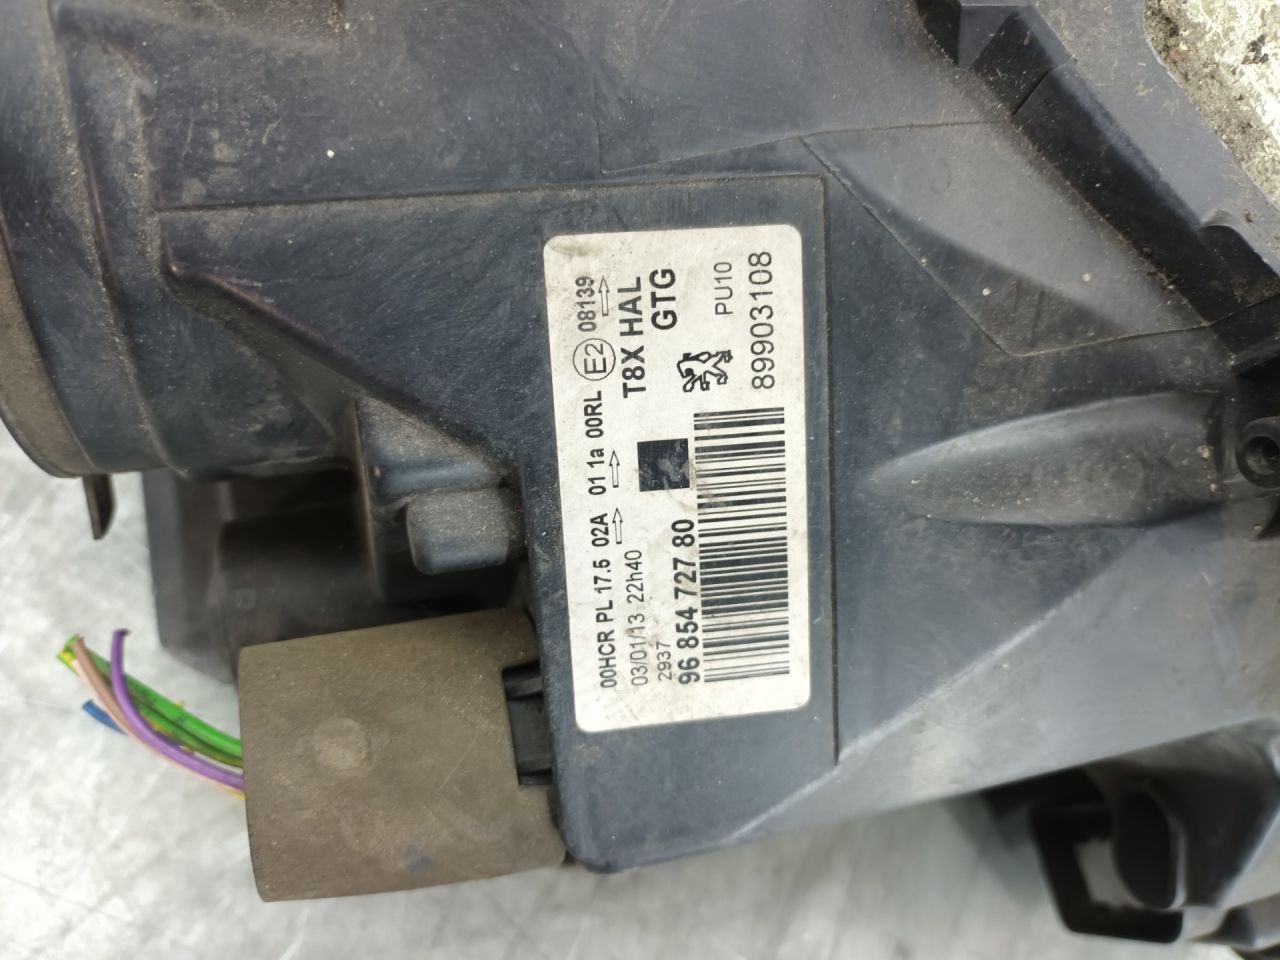 00HCR PL 17.5 02A 01 1a 00RL E2 08139
03/01/13 22h40
T8X HAL
2937
GTG
96 854 727 80
PU10
89903108